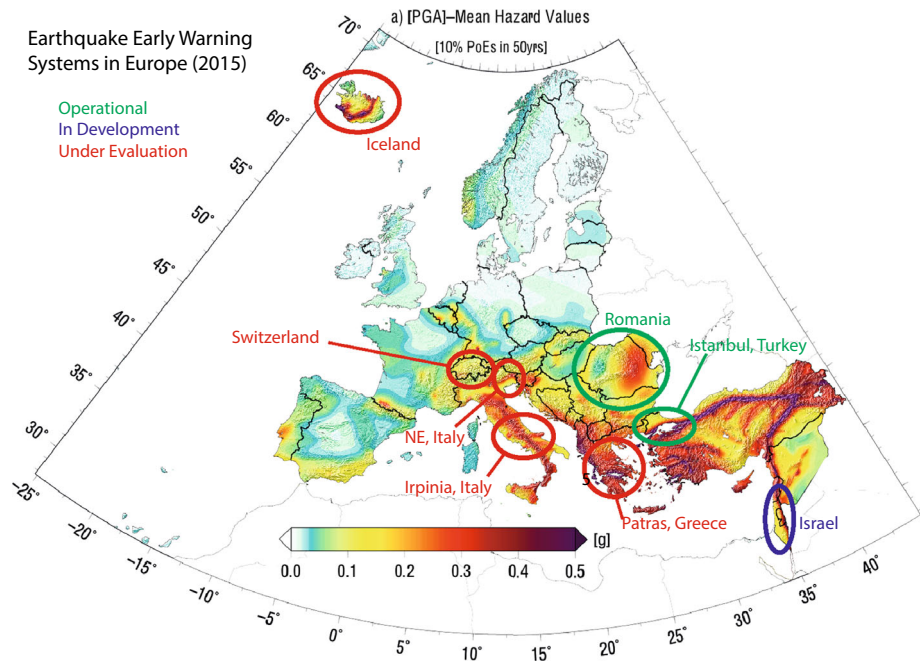 a) [PGA]–Mean Hazard Values
[10% PoEs in 50yrs]
Earthquake Early Warning
Systems in Europe (2015)
Operational
In Development
Under Evaluation
Iceland
Romania
Istanbul, Turkey
Switzerland
NE, Italy
Irpinia, Italy
5
Patras, Greece
Israel
[g]
0.0 0.1 0.2 0.3 0.4 0.5
70°
65°
60°
55°
50°
45°
40°
35°
30°
−25°
−20°
−15°
−10°
−5°
0°
5°
10°
15°
20°
25°
30°
35°
40°